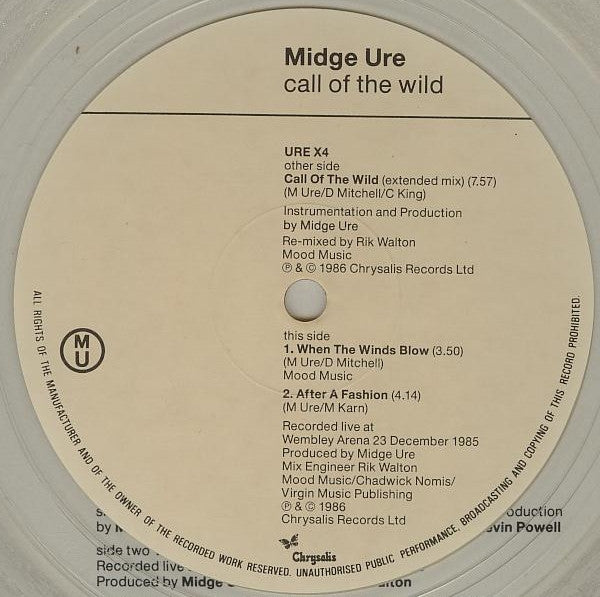 Midge Ure
call of the wild
URE X4
other side
Call Of The Wild (extended mix) (7.57)
(M Ure/D Mitchell/C King)
Instrumentation and Production
by Midge Ure
Re-mixed by Rik Walton
Mood Music
℗ & © 1986 Chrysalis Records Ltd
this side
1. When The Winds Blow (3.50)
(M Ure/D Mitchell)
Mood Music
2. After A Fashion (4.14)
(M Ure/M Karn)
Recorded live at
Wembley Arena 23 December 1985
Produced by Midge Ure
Mix Engineer Rik Walton
Mood Music/Chadwick Nomis/
Virgin Music Publishing
℗ & © 1986
Chrysalis Records Ltd
Chrysalis
MU
ALL RIGHTS OF THE MANUFACTURER AND OF THE OWNER OF THE RECORDED WORK RESERVED. UNAUTHORISED PUBLIC PERFORMANCE, BROADCASTING AND COPYING OF THIS RECORD PROHIBITED.
oduction
by evin Powell
side two
Recorded live
Produced by Midge alton